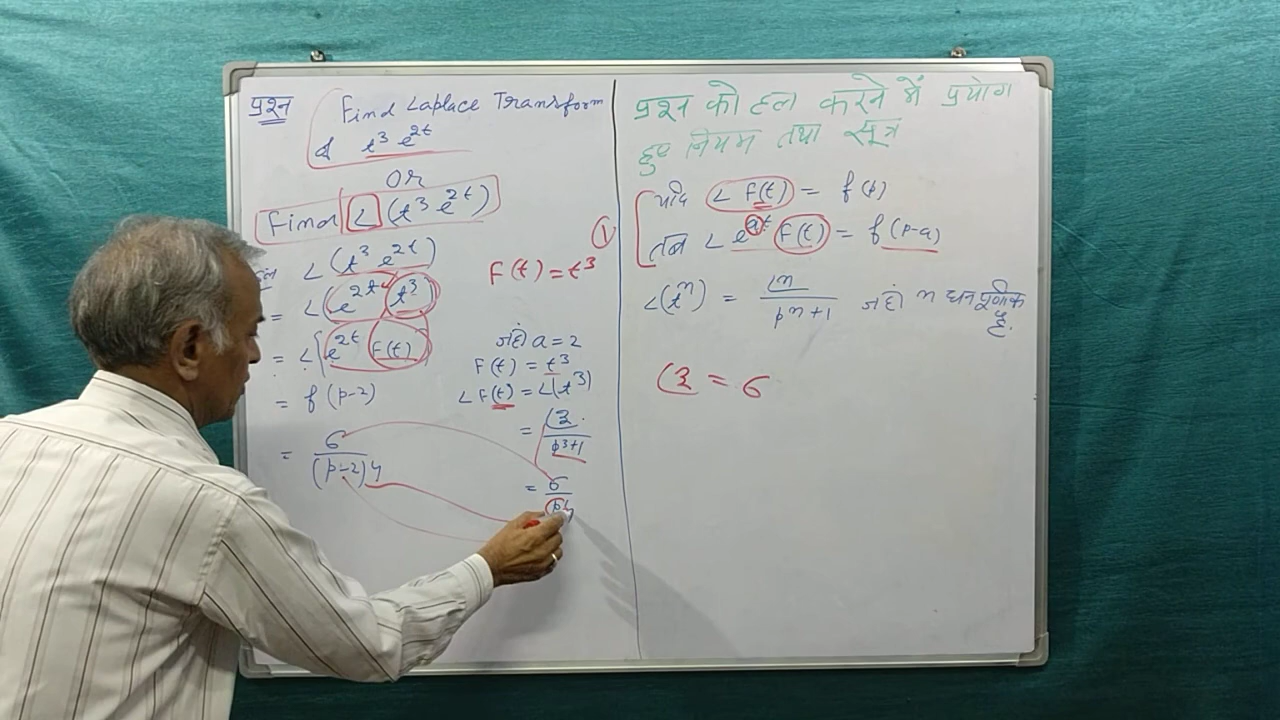 प्रश्न Find Laplace Transform
of t³ e²ᵗ
OR
Find L (t³ e²ᵗ)
हल L (t³ e²ᵗ)
= L (e²ᵗ t³)
= L {e²ᵗ F(t)}
= f (p-2)
= 6/(p-2)⁴
① F(t) = t³
जहाँ a = 2
F(t) = t³
L F(t) = L(t³)
= ∟3/p³⁺¹
= 6/p⁴
प्रश्न को हल करने में प्रयोग
हुए नियम तथा सूत्र
यदि L F(t) = f(p)
तब L eᵃᵗ F(t) = f(p-a)
L(tⁿ) = ∟n/pⁿ⁺¹ जहाँ n धन पूर्णांक
है.
∟3 = 6